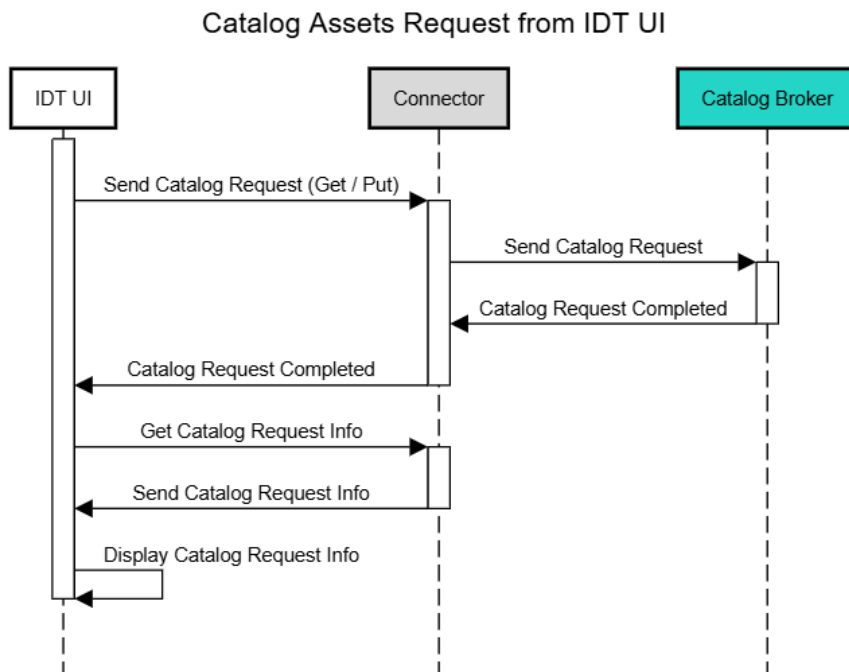 Catalog Assets Request from IDT UI
IDT UI
Connector
Catalog Broker
Send Catalog Request (Get / Put)
Send Catalog Request
Catalog Request Completed
Catalog Request Completed
Get Catalog Request Info
Send Catalog Request Info
Display Catalog Request Info